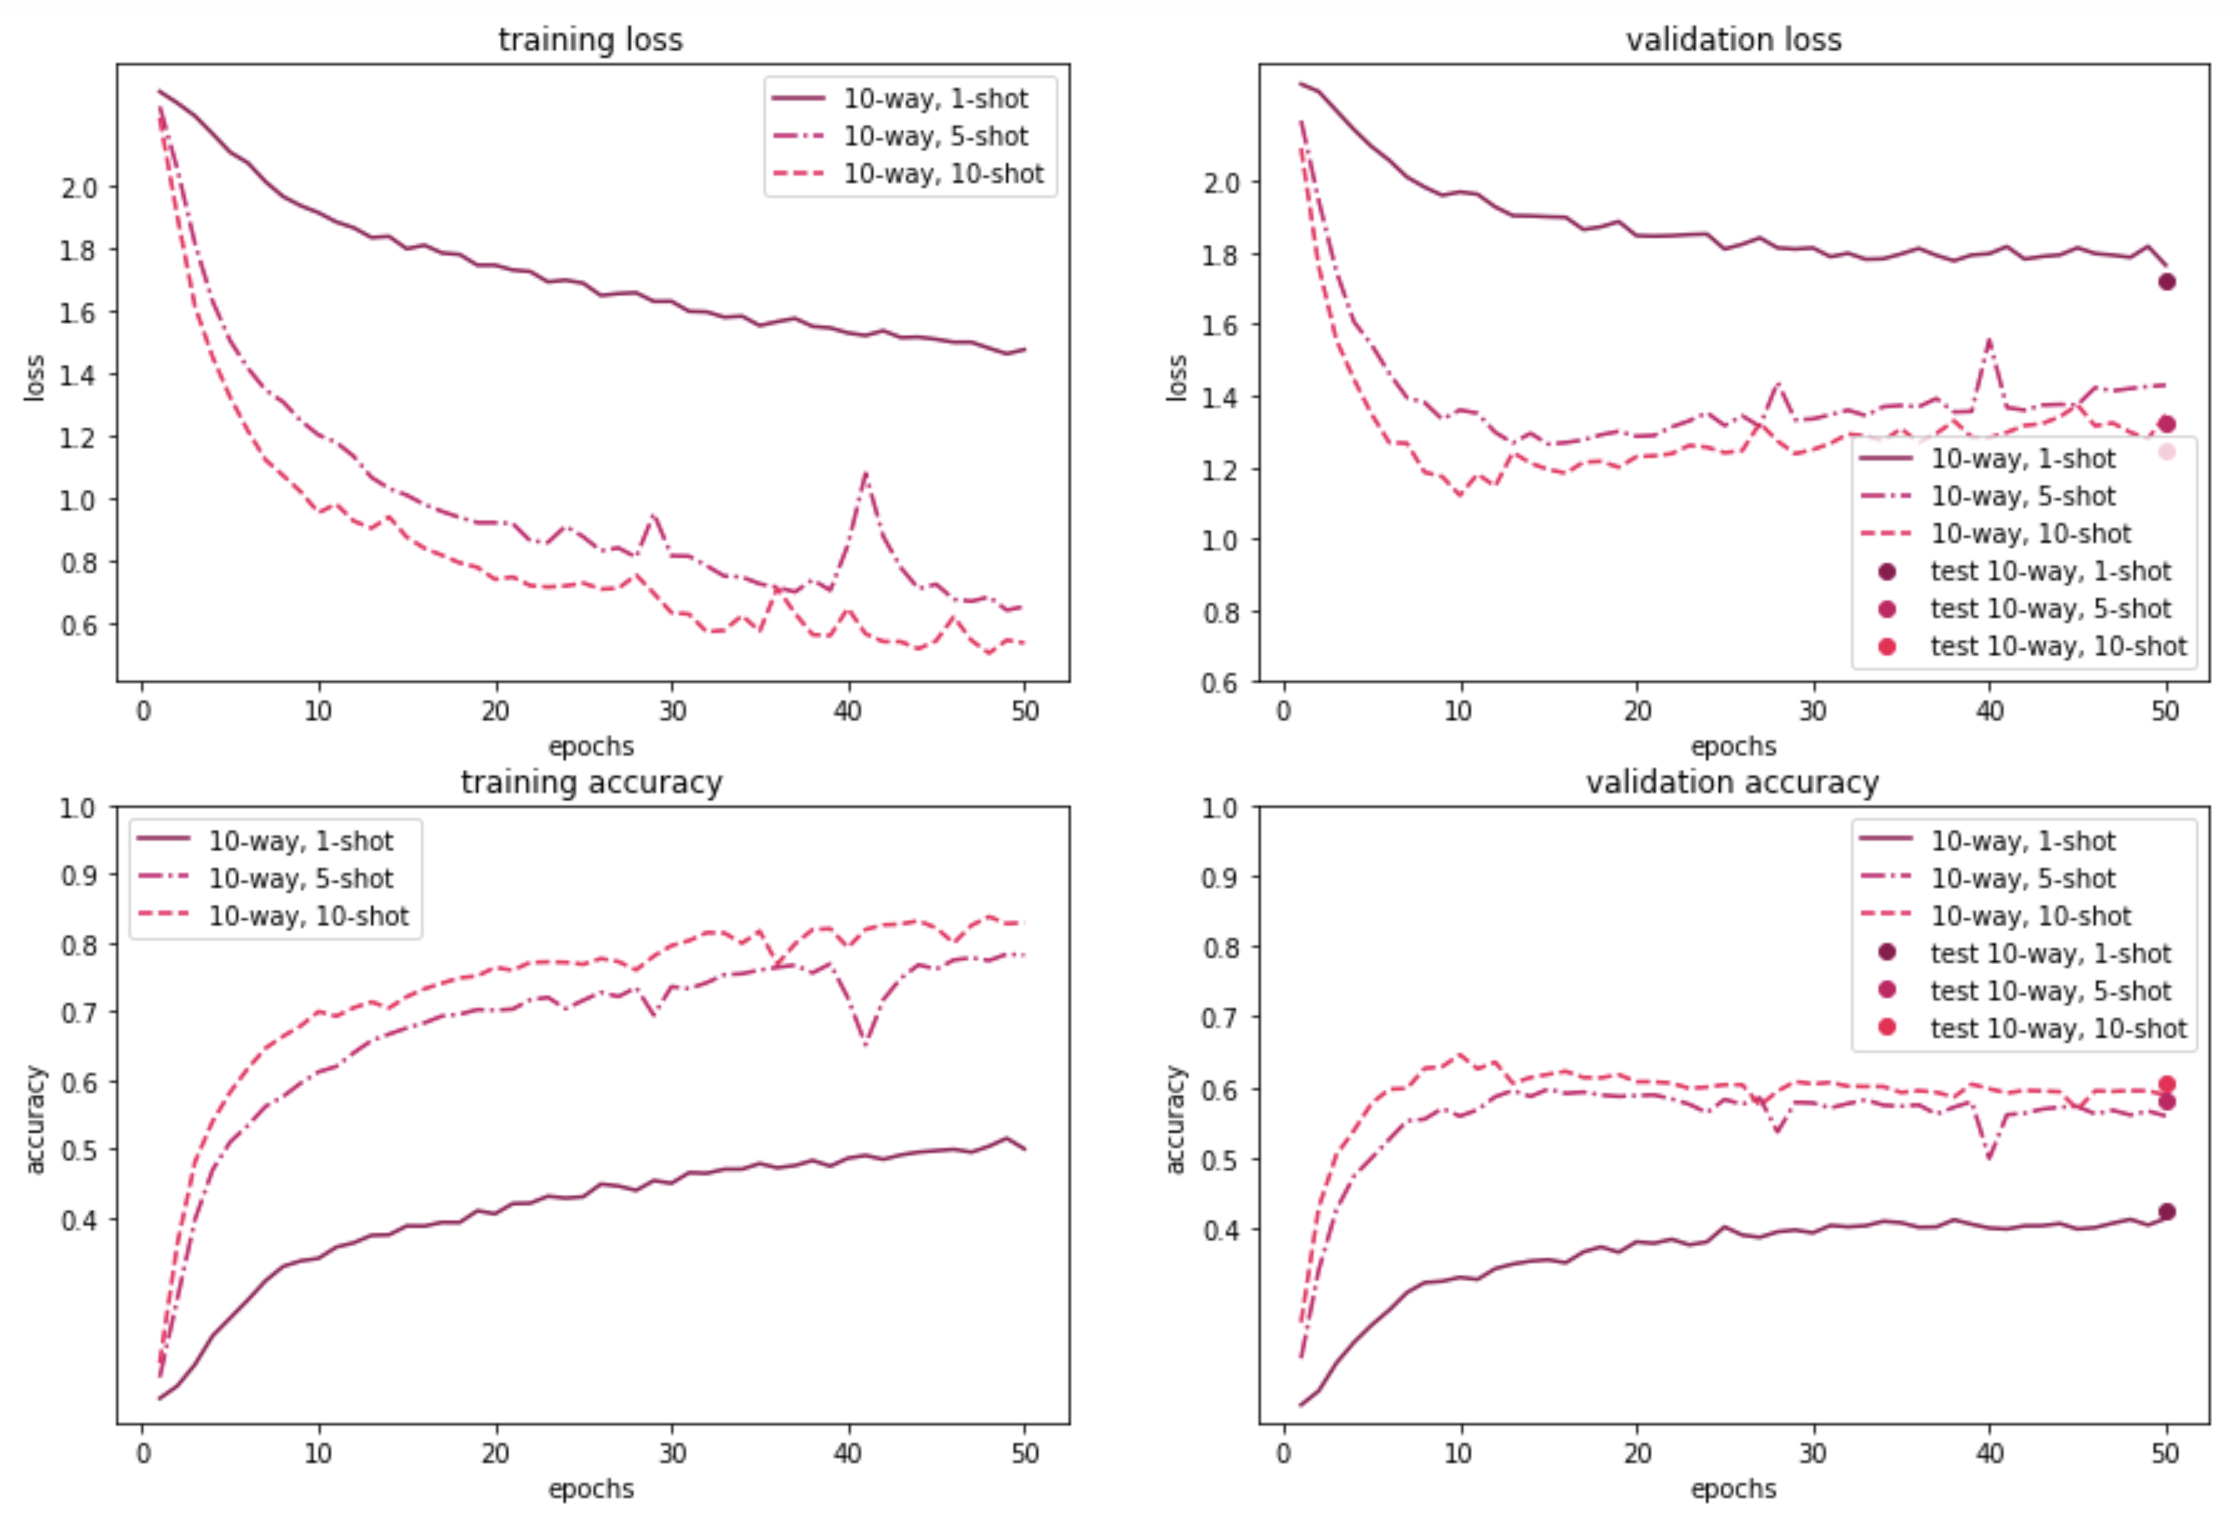 training loss
2.0
1.8
1.6
1.4
1.2
1.0
0.8
0.6
loss
10-way, 1-shot
10-way, 5-shot
10-way, 10-shot
0 10 20 30 40 50
epochs
validation loss
2.0
1.8
1.6
1.4
1.2
1.0
0.8
0.6
loss
10-way, 1-shot
10-way, 5-shot
10-way, 10-shot
test 10-way, 1-shot
test 10-way, 5-shot
test 10-way, 10-shot
0 10 20 30 40 50
epochs
training accuracy
1.0
0.9
0.8
0.7
0.6
0.5
0.4
accuracy
10-way, 1-shot
10-way, 5-shot
10-way, 10-shot
0 10 20 30 40 50
epochs
validation accuracy
1.0
0.9
0.8
0.7
0.6
0.5
0.4
accuracy
10-way, 1-shot
10-way, 5-shot
10-way, 10-shot
test 10-way, 1-shot
test 10-way, 5-shot
test 10-way, 10-shot
0 10 20 30 40 50
epochs